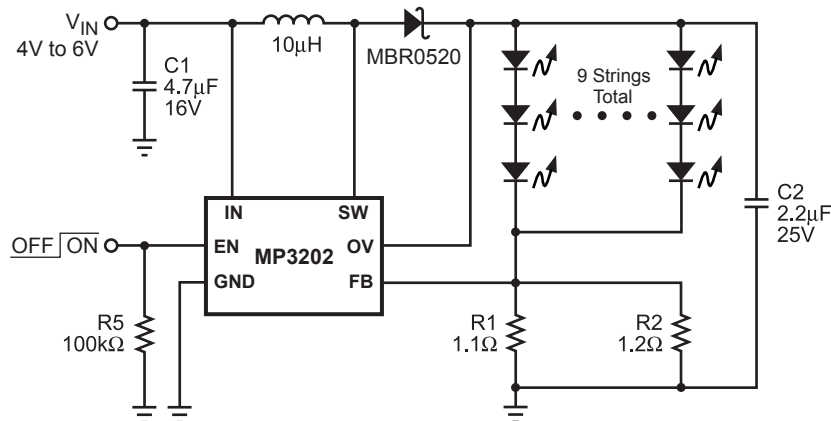 VIN
4V to 6V
C1
4.7μF
16V
10μH
MBR0520
9 Strings
Total
C2
2.2μF
25V
IN
SW
OFF ON
EN
MP3202
OV
GND
FB
R5
100kΩ
R1
1.1Ω
R2
1.2Ω